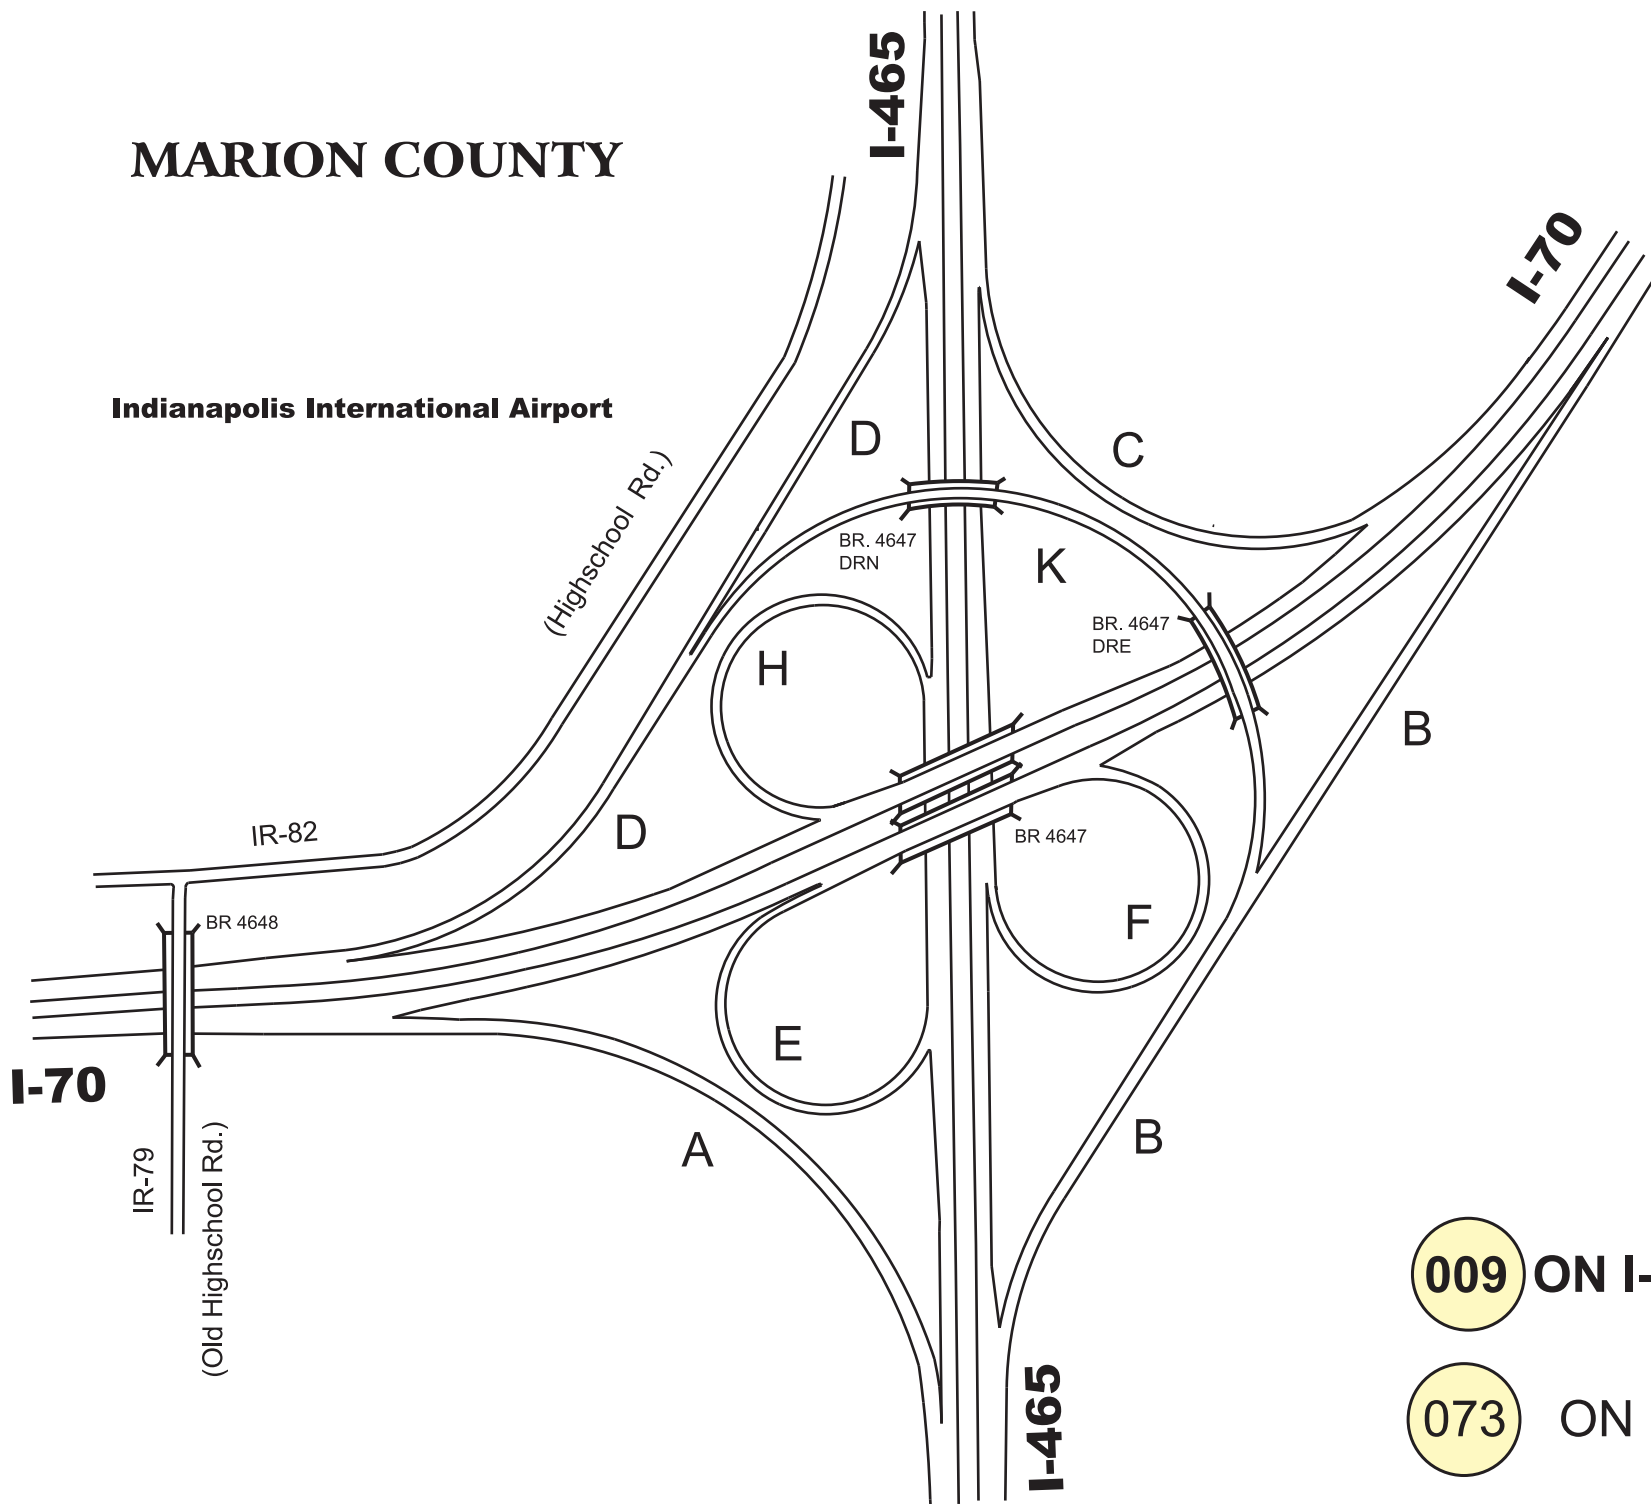 I-465
MARION COUNTY
I-70
Indianapolis International Airport
D
C
(Highschool Rd.)
BR. 4647
DRN
K
BR. 4647
DRE
H
B
IR-82
D
BR 4647
BR 4648
F
E
I-70
A
B
IR-79
(Old Highschool Rd.)
009 ON I-
073 ON
I-465